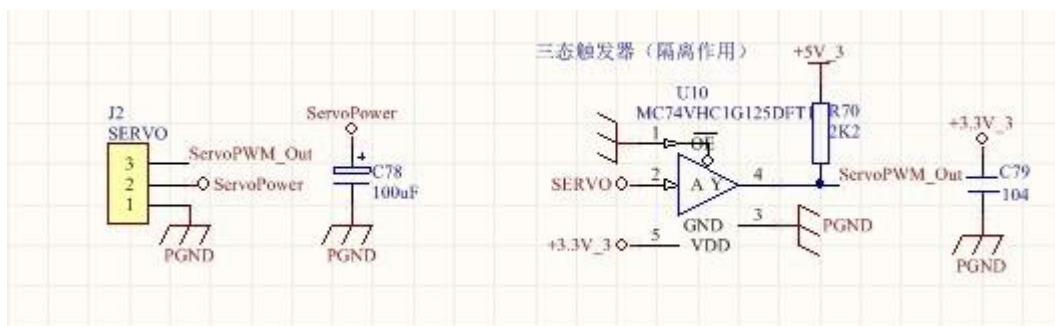 三态触发器（隔离作用）
+5V_3
U10
MC74VHC1G125DFT1
R70
2K2
J2
SERVO
3
2
1
ServoPWM_Out
ServoPower
PGND
ServoPower
+
C78
100uF
PGND
1
OE
SERVO
2
A Y
4
ServoPWM_Out
GND
3
PGND
+3.3V_3
5
VDD
+3.3V_3
C79
104
PGND